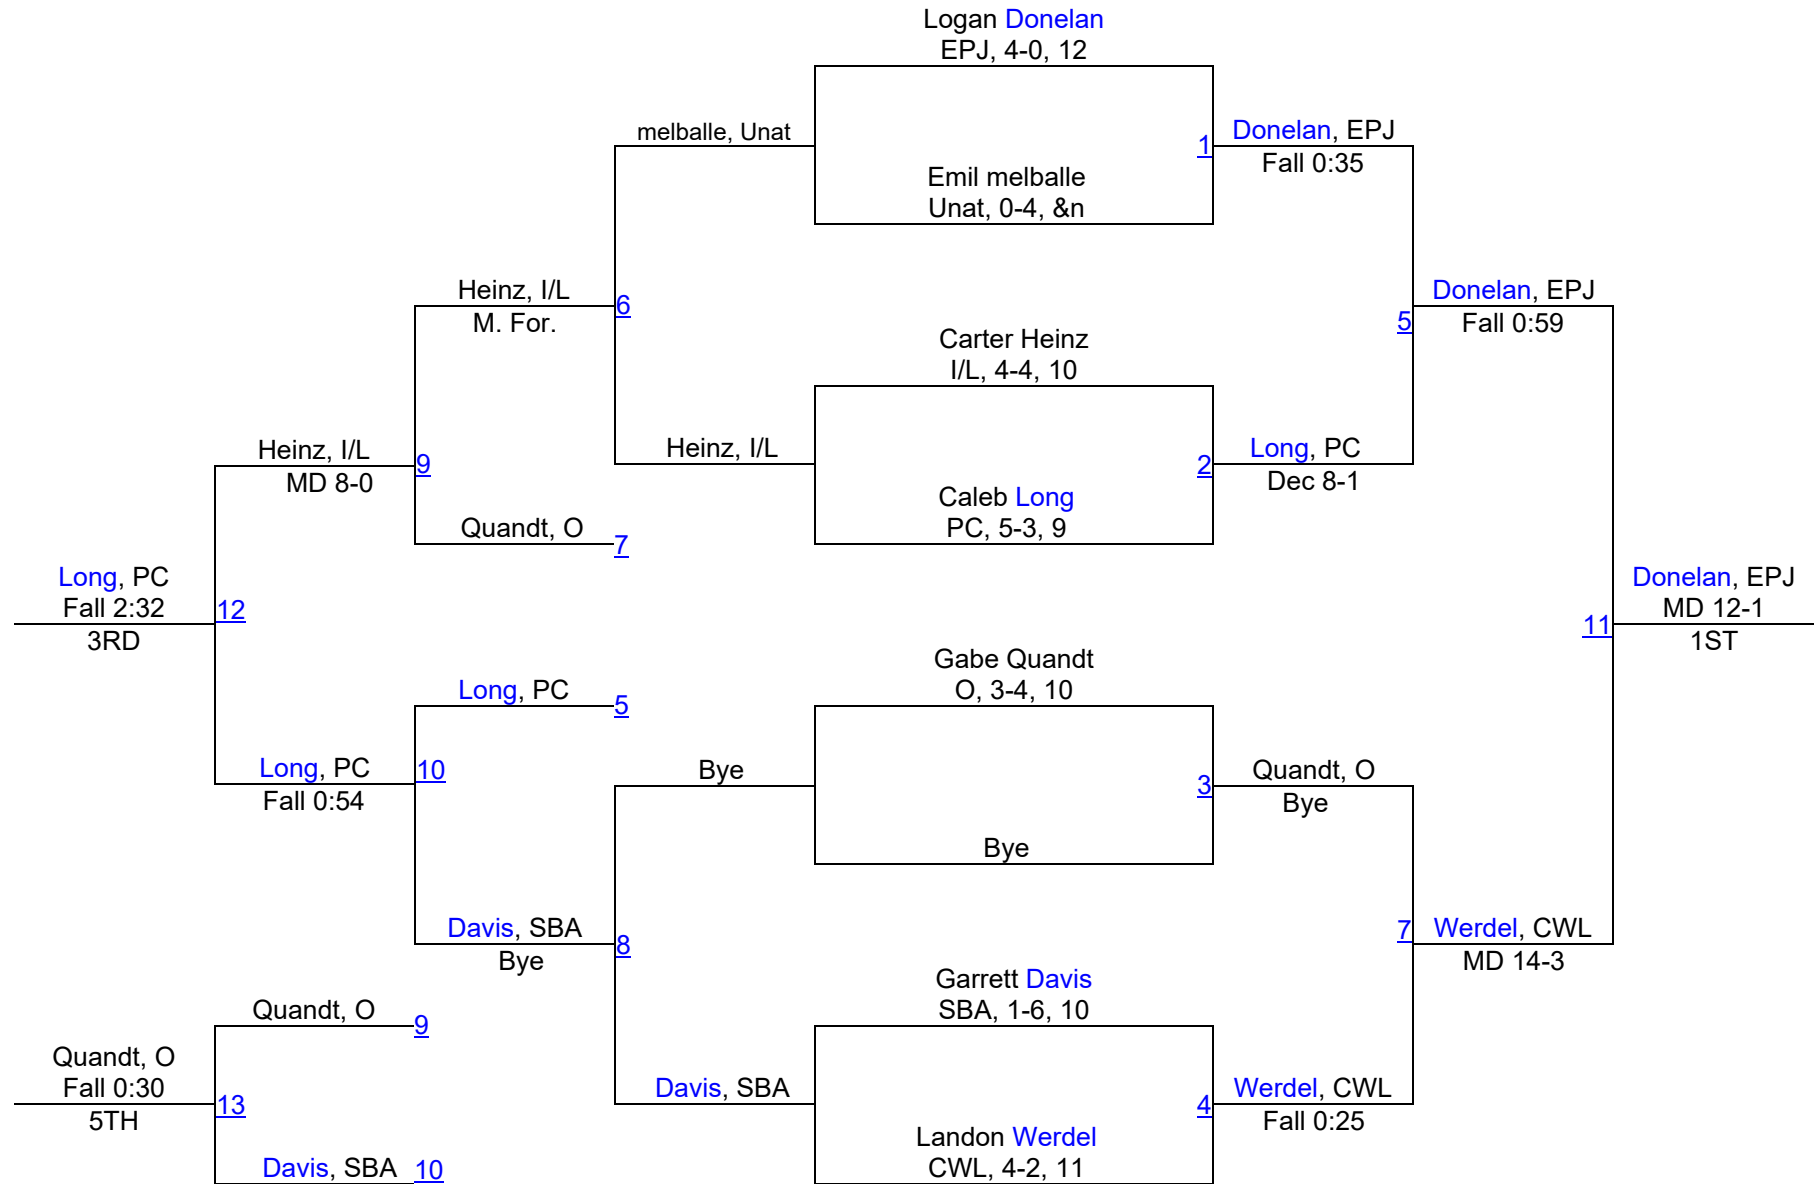 Logan Donelan
EPJ, 4-0, 12
melballe, Unat
1
Donelan, EPJ
Fall 0:35
Emil melballe
Unat, 0-4, &n
Heinz, I/L
M. For.
6
Donelan, EPJ
Fall 0:59
5
Carter Heinz
I/L, 4-4, 10
Heinz, I/L
MD 8-0
9
Heinz, I/L
2
Long, PC
Dec 8-1
Caleb Long
PC, 5-3, 9
Quandt, O
7
Long, PC
Fall 2:32
3RD
12
Donelan, EPJ
MD 12-1
1ST
11
Gabe Quandt
O, 3-4, 10
Long, PC
5
Long, PC
Fall 0:54
10
Bye
3
Quandt, O
Bye
Bye
Davis, SBA
Bye
8
7
Werdel, CWL
MD 14-3
Garrett Davis
SBA, 1-6, 10
Quandt, O
9
Quandt, O
Fall 0:30
5TH
13
Davis, SBA
4
Werdel, CWL
Fall 0:25
Landon Werdel
CWL, 4-2, 11
Davis, SBA
10